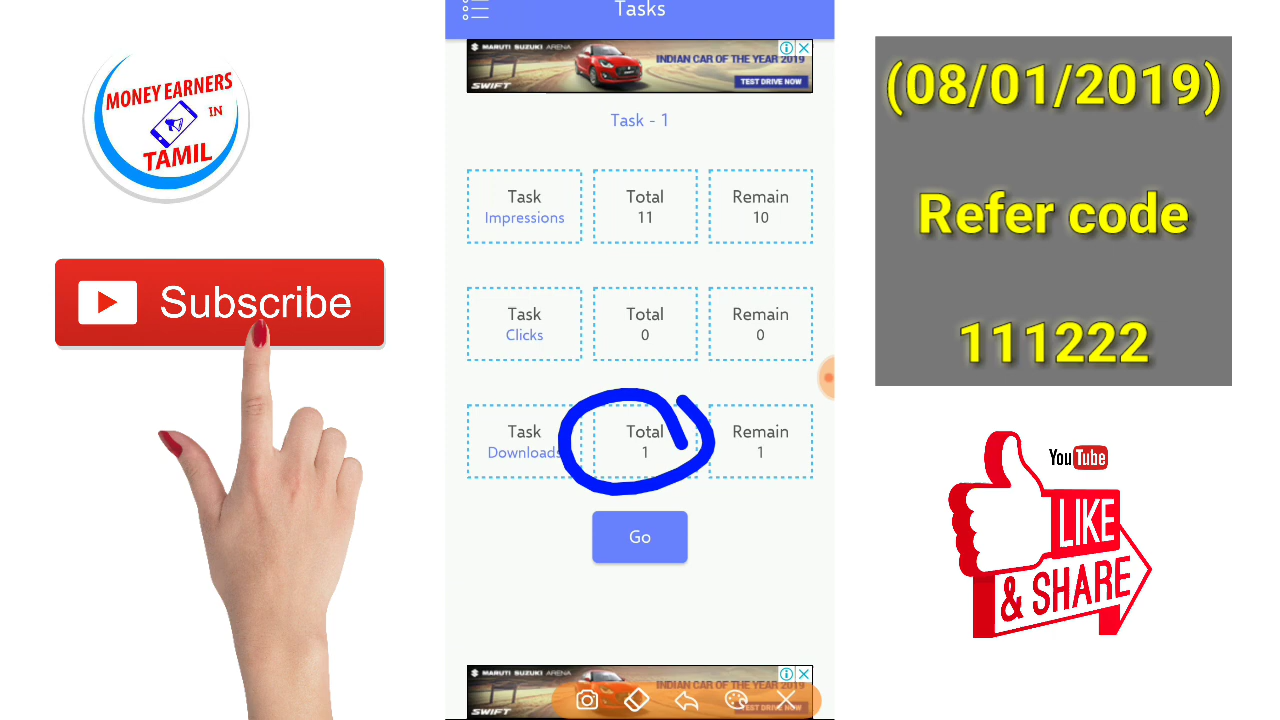 MONEY EARNERS
IN
TAMIL
Subscribe
Tasks
MARUTI SUZUKI ARENA
INDIAN CAR OF THE YEAR 2019
TEST DRIVE NOW
SWIFT
Task - 1
Task
Impressions
Total
11
Remain
10
Task
Clicks
Total
0
Remain
0
Task
Downloads
Total
1
Remain
1
Go
MARUTI SUZUKI ARENA
INDIAN CAR OF THE YEAR 2019
TEST DRIVE NOW
SWIFT
(08/01/2019)
Refer code
111222
YouTube
LIKE
& SHARE